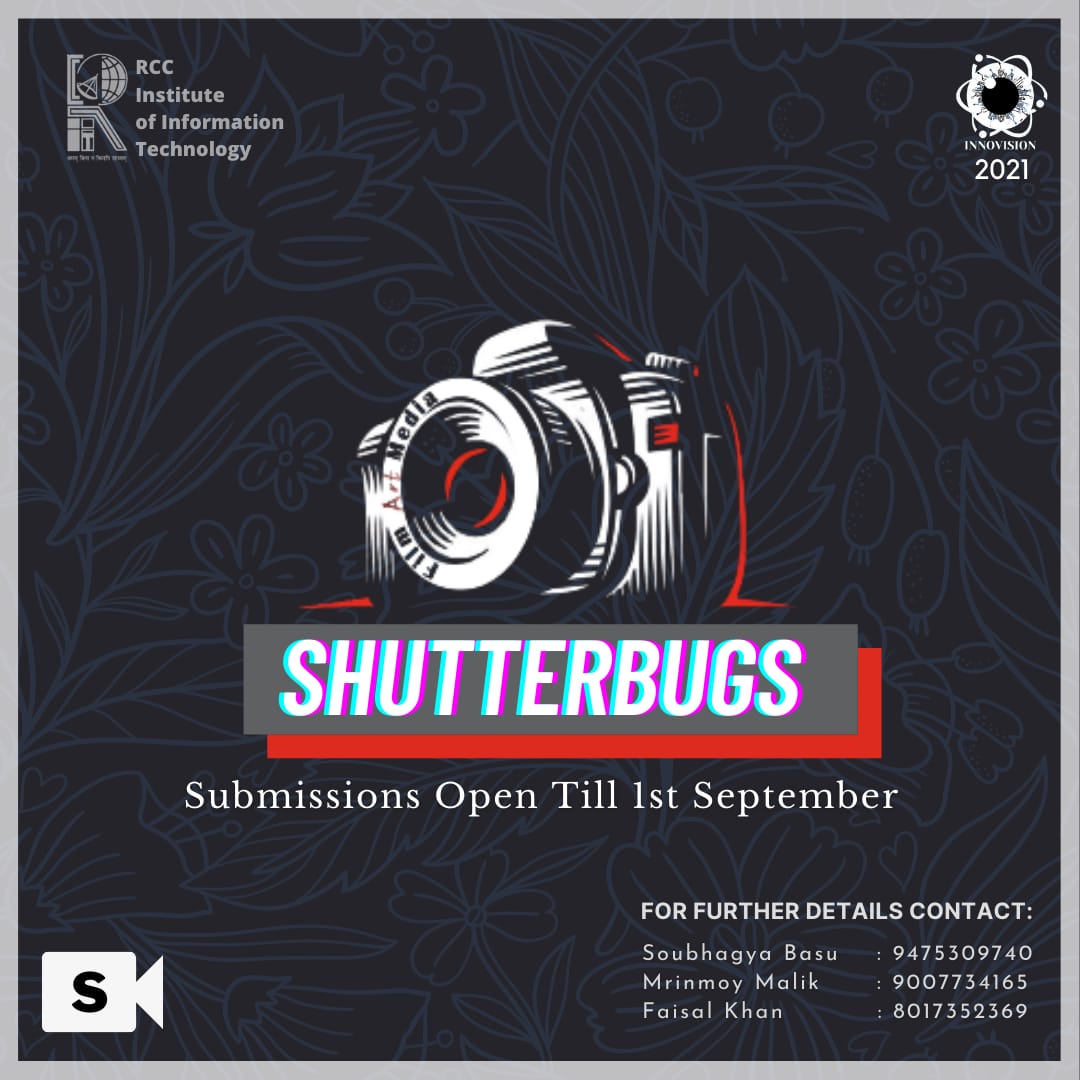 RCC
Institute
of Information
Technology
INNOVISION
2021
Film Art Media
SHUTTERBUGS
Submissions Open Till 1st September
FOR FURTHER DETAILS CONTACT:
Soubhagya Basu : 9475309740
Mrinmoy Malik : 9007734165
Faisal Khan : 8017352369
S